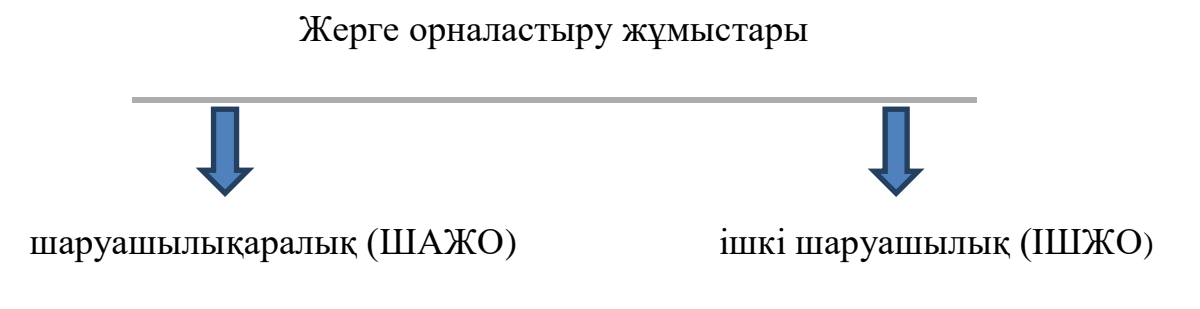 Жерге орналастыру жұмыстары
шаруашылықаралық (ШАЖО) ішкі шаруашылық (ІШЖО)